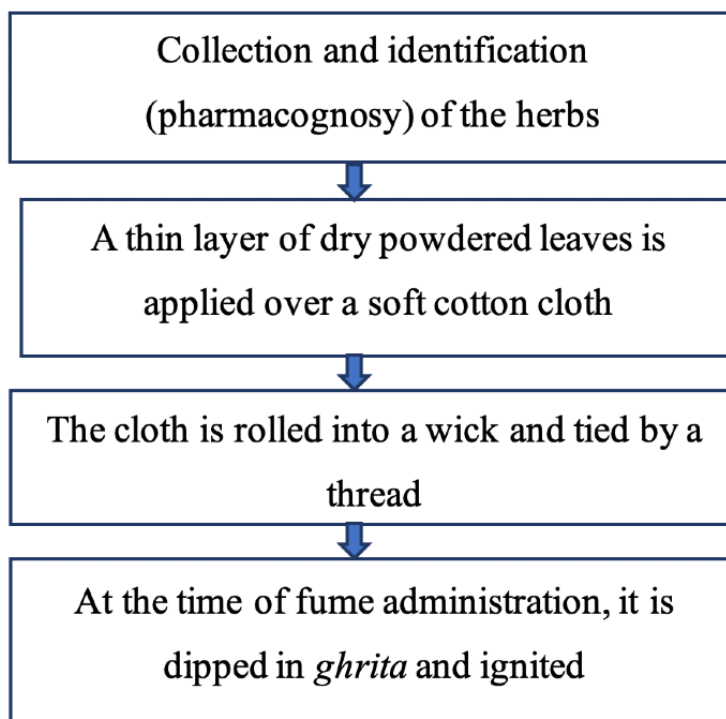 Collection and identification
(pharmacognosy) of the herbs
A thin layer of dry powdered leaves is
applied over a soft cotton cloth
The cloth is rolled into a wick and tied by a
thread
At the time of fume administration, it is
dipped in ghrita and ignited